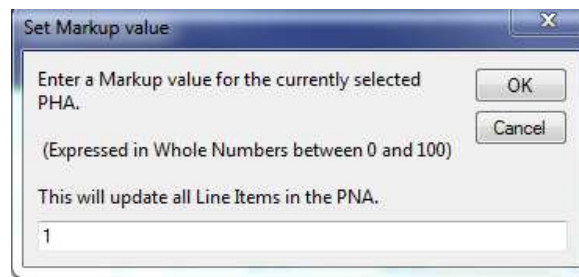 Set Markup value
Enter a Markup value for the currently selected
PHA.
OK
Cancel
(Expressed in Whole Numbers between 0 and 100)
This will update all Line Items in the PNA.
1